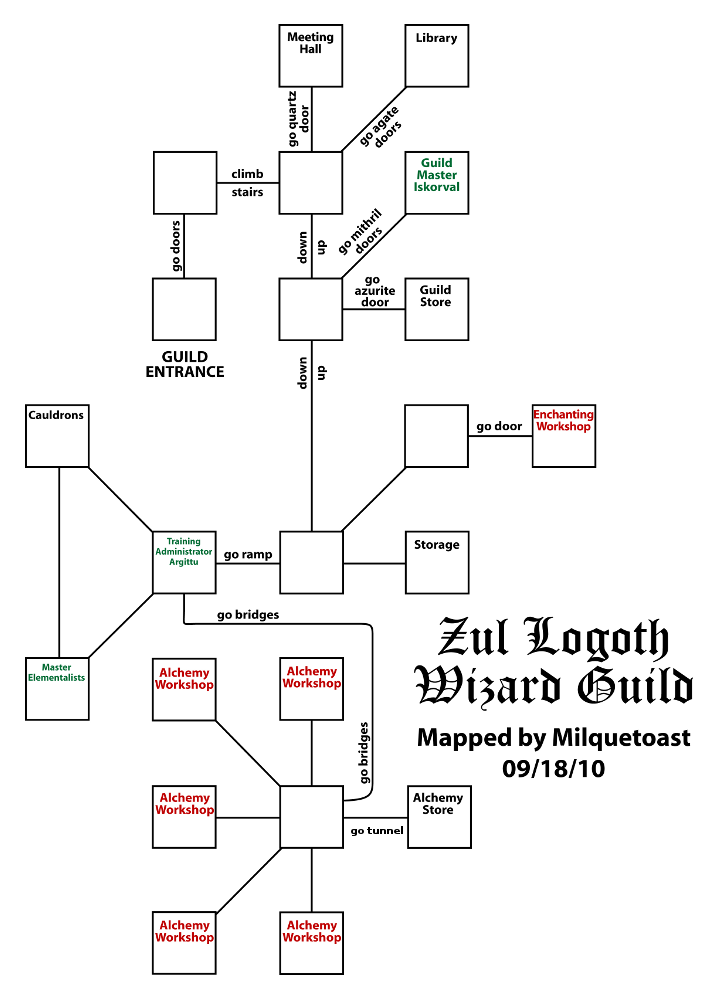 Meeting
Hall
Library
go quartz
door
go agate
doors
climb
stairs
Guild
Master
Iskorval
go doors
down
up
go mithril
doors
go
azurite
door
Guild
Store
GUILD
ENTRANCE
down
up
Cauldrons
go door
Enchanting
Workshop
Training
Administrator
Argittu
go ramp
Storage
go bridges
Master
Elementalists
Alchemy
Workshop
Alchemy
Workshop
go bridges
Alchemy
Workshop
go tunnel
Alchemy
Store
Alchemy
Workshop
Alchemy
Workshop
Zul Logoth
Wizard Guild
Mapped by Milquetoast
09/18/10